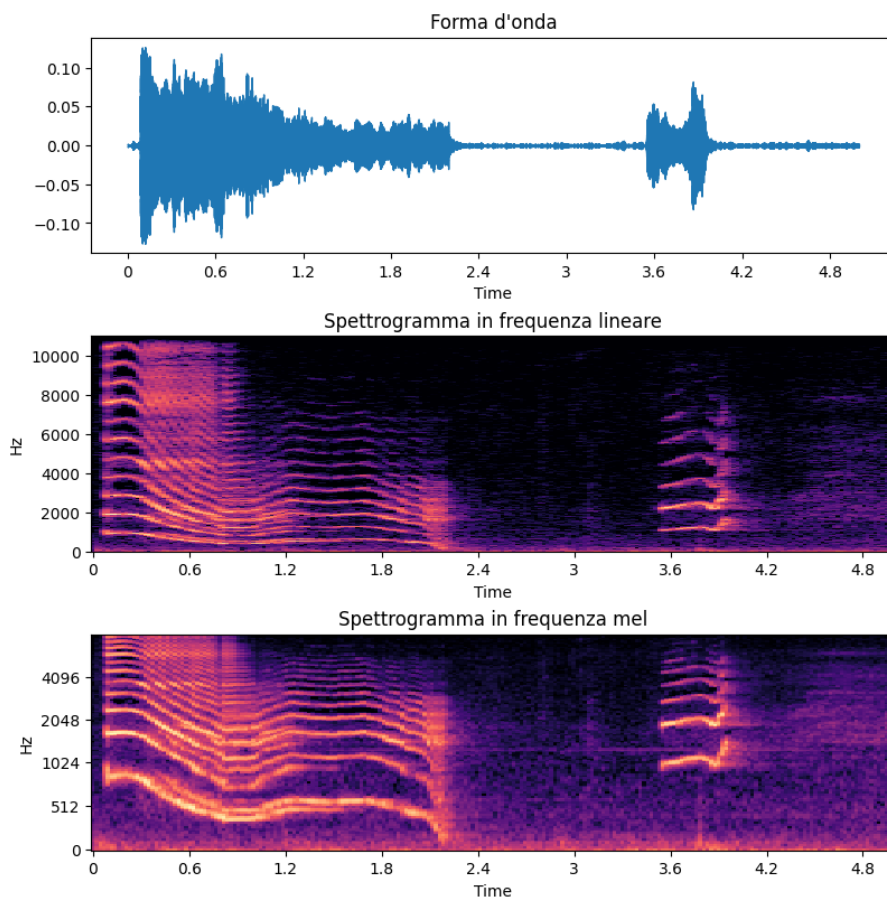 Forma d'onda
0.10
0.05
0.00
−0.05
−0.10
0 0.6 1.2 1.8 2.4 3 3.6 4.2 4.8
Time
Spettrogramma in frequenza lineare
10000
8000
6000
4000
2000
0
Hz
0 0.6 1.2 1.8 2.4 3 3.6 4.2 4.8
Time
Spettrogramma in frequenza mel
4096
2048
1024
512
0
Hz
0 0.6 1.2 1.8 2.4 3 3.6 4.2 4.8
Time